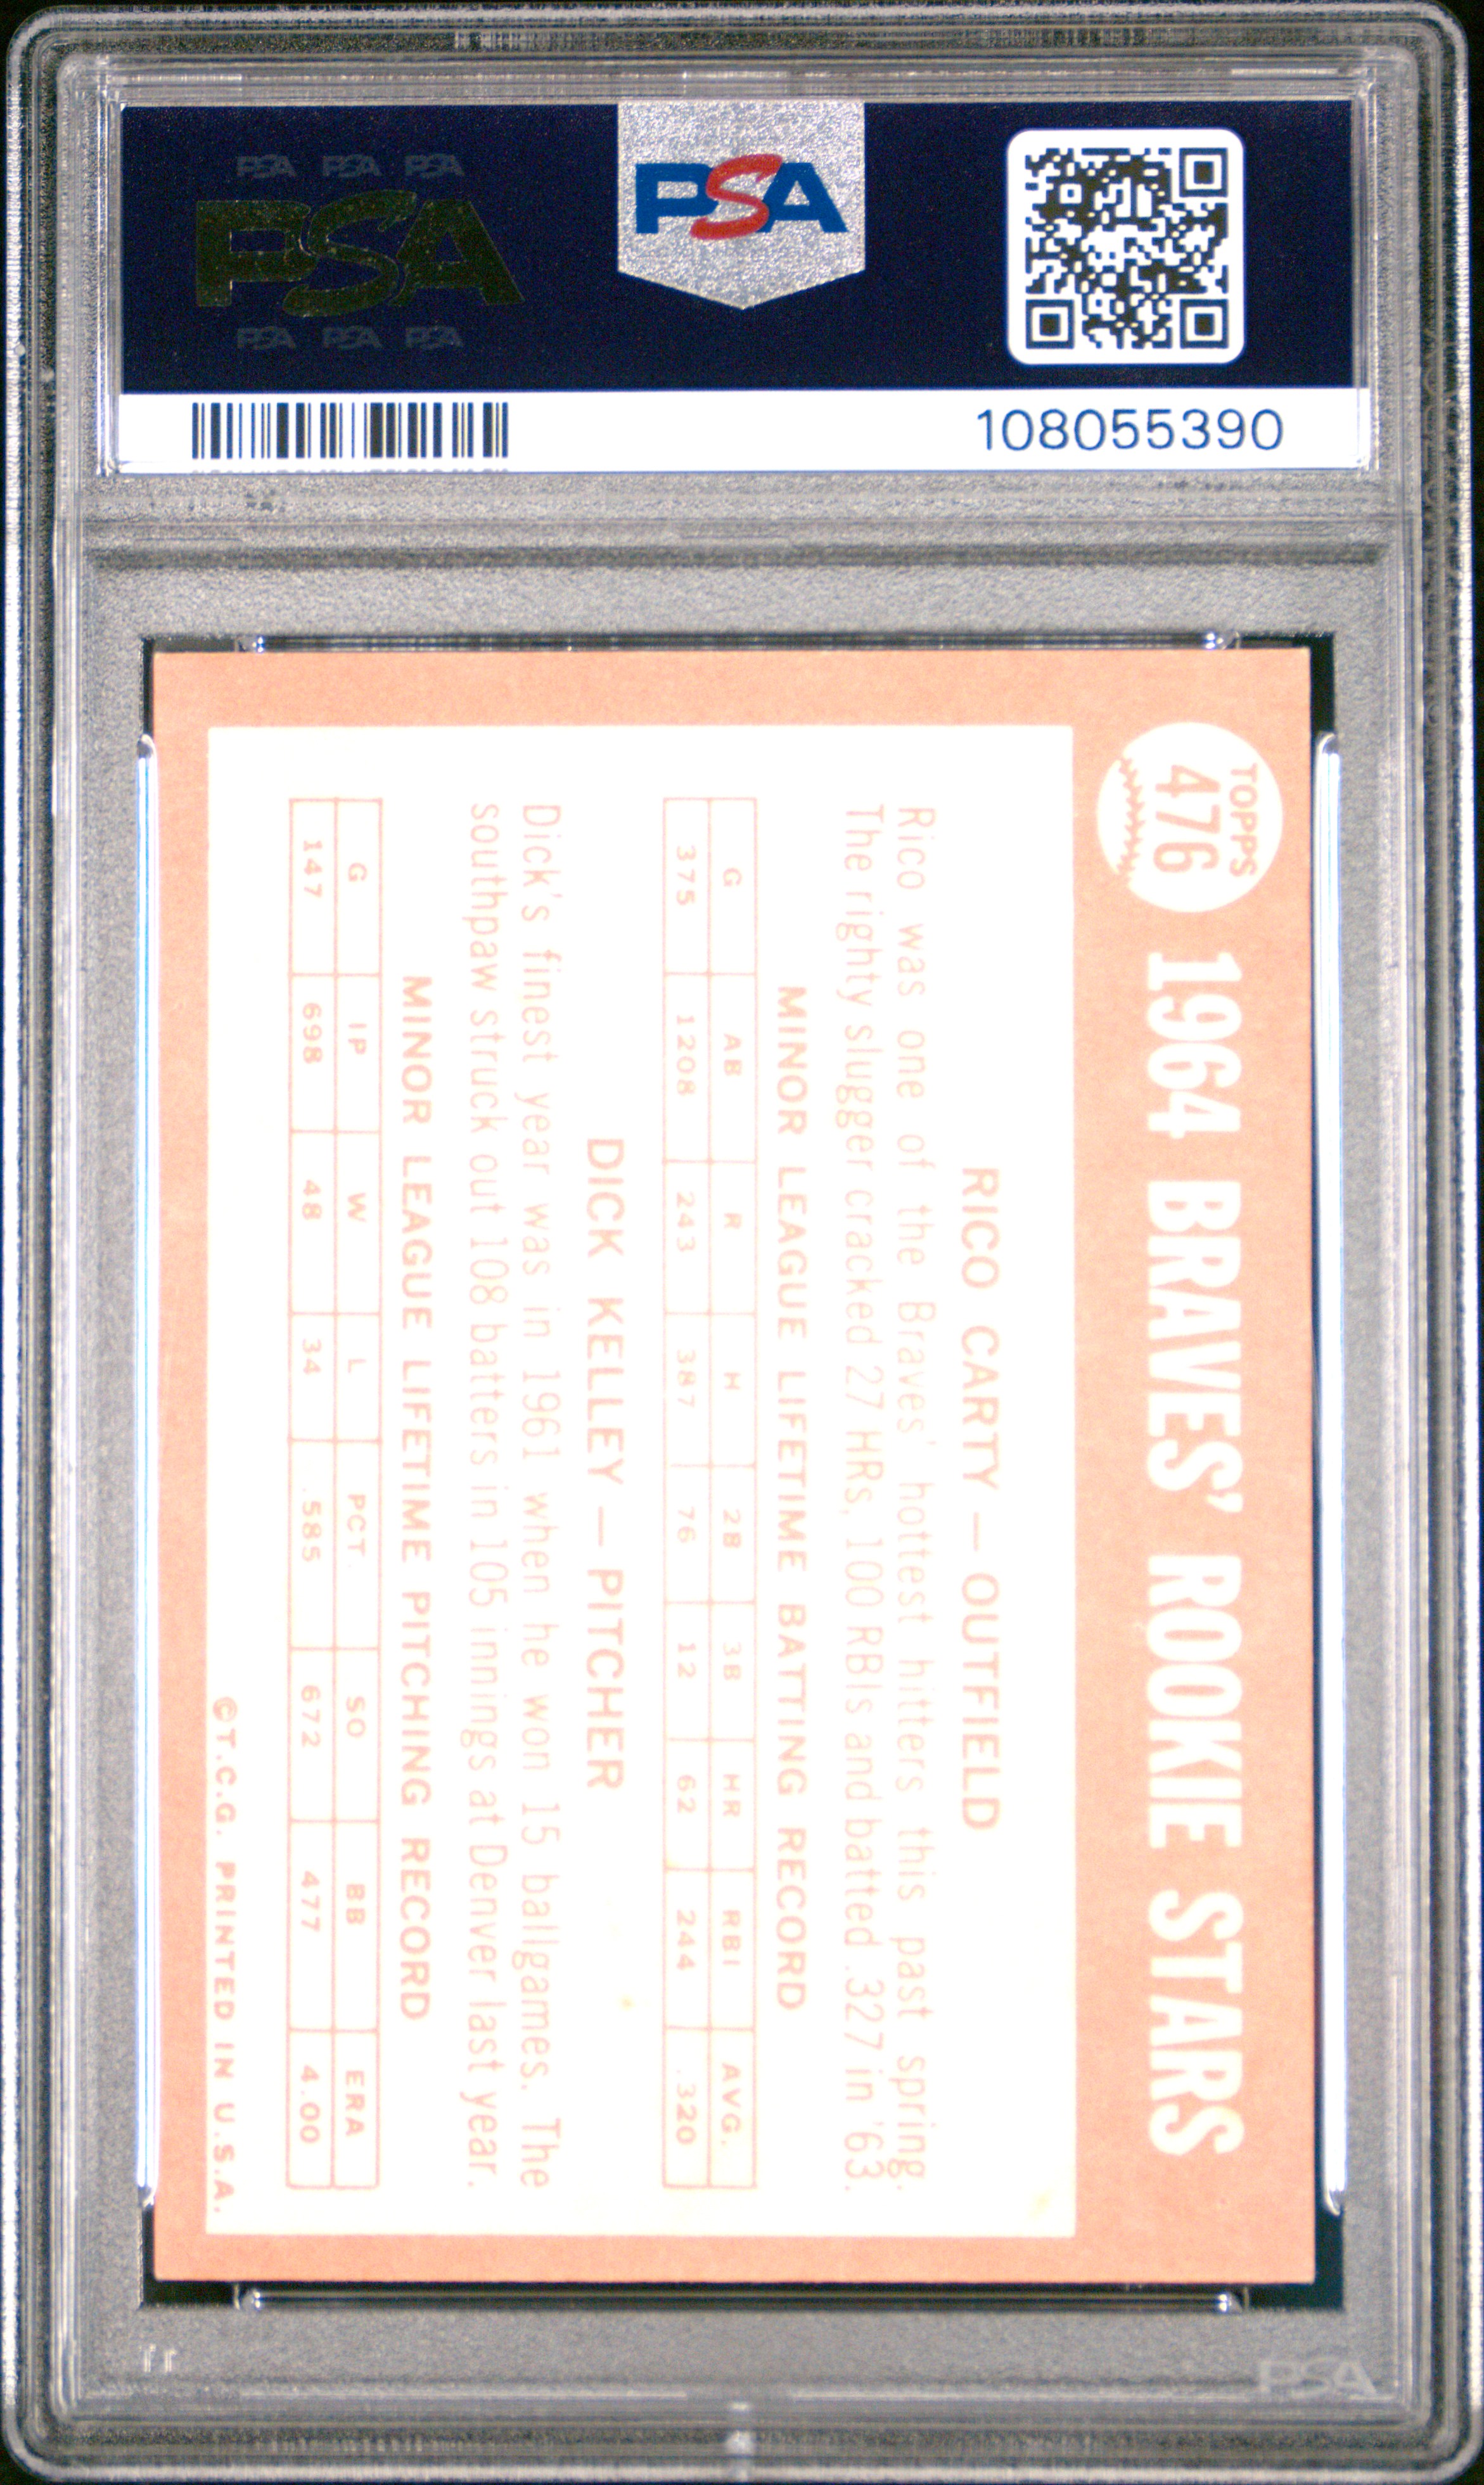 PSA PSA PSA
PSA
PSA PSA PSA
PSA
108055390
TOPPS
476
1964 BRAVES' ROOKIE STARS
RICO CARTY — OUTFIELD
Rico was one of the Braves' hottest hitters this past spring.
The righty slugger cracked 27 HRs, 100 RBIs and batted .327 in '63.
MINOR LEAGUE LIFETIME BATTING RECORD
G AB R H 2B 3B HR RBI AVG.
375 1208 243 387 76 12 62 244 .320
DICK KELLEY — PITCHER
Dick's finest year was in 1961 when he won 15 ballgames. The
southpaw struck out 108 batters in 105 innings at Denver last year.
MINOR LEAGUE LIFETIME PITCHING RECORD
G IP W L PCT. SO BB ERA
147 698 48 34 .585 672 477 4.00
©T.C.G. PRINTED IN U.S.A.
PSA